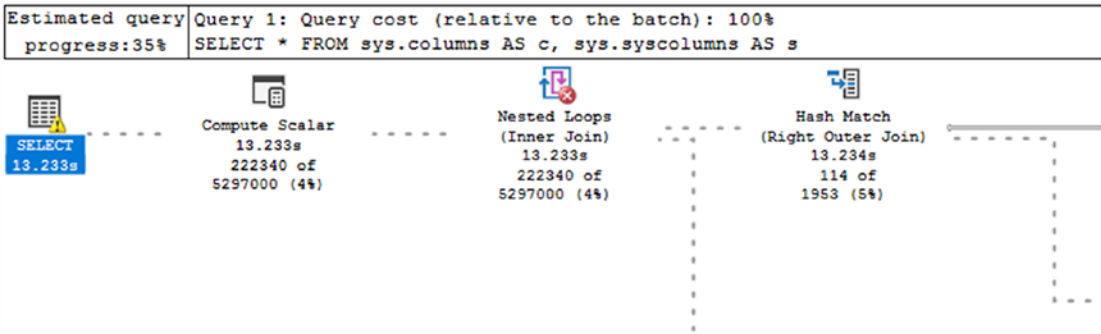 Estimated query
progress:35%
Query 1: Query cost (relative to the batch): 100%
SELECT * FROM sys.columns AS c, sys.syscolumns AS s
SELECT
13.233s
Compute Scalar
13.233s
222340 of
5297000 (4%)
Nested Loops
(Inner Join)
13.233s
222340 of
5297000 (4%)
Hash Match
(Right Outer Join)
13.234s
114 of
1953 (5%)